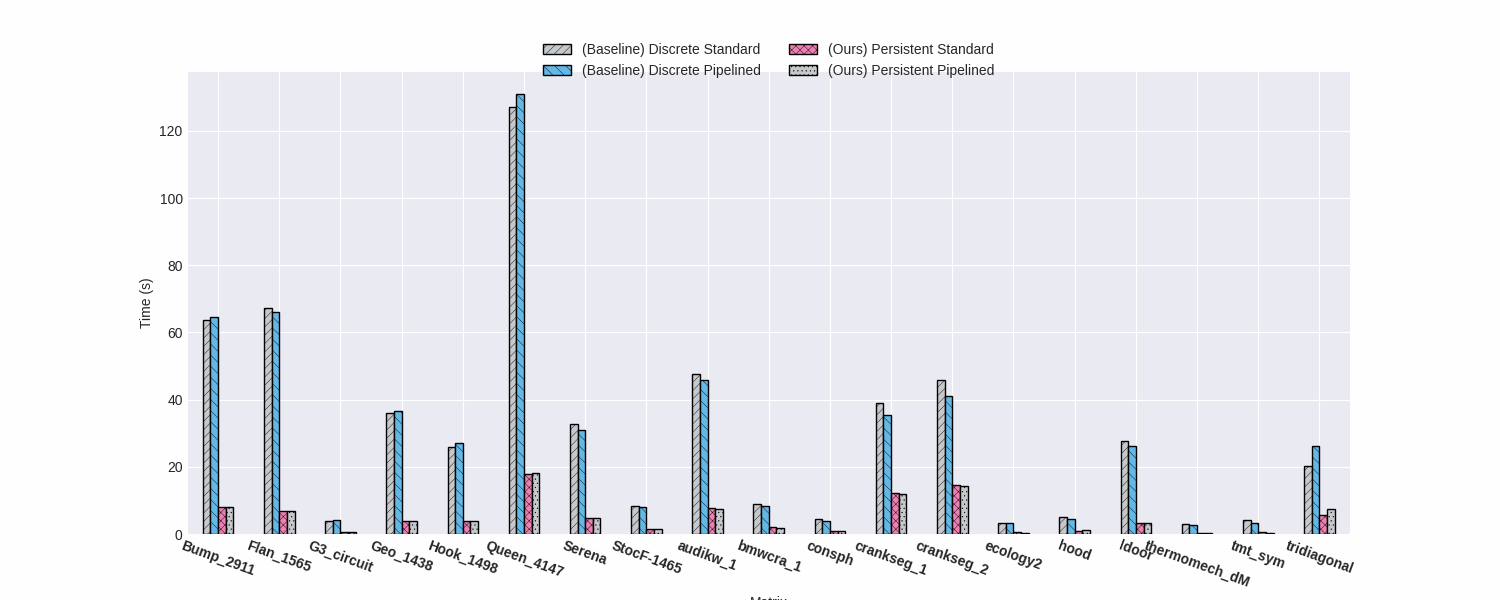 (Baseline) Discrete Standard
(Baseline) Discrete Pipelined
(Ours) Persistent Standard
(Ours) Persistent Pipelined
Time (s)
120
100
80
60
40
20
0
Bump_2911
Flan_1565
G3_circuit
Geo_1438
Hook_1498
Queen_4147
Serena
StocF-1465
audikw_1
bmwcra_1
consph
crankseg_1
crankseg_2
ecology2
hood
ldoor
thermomech_dM
tmt_sym
tridiagonal
Matrix